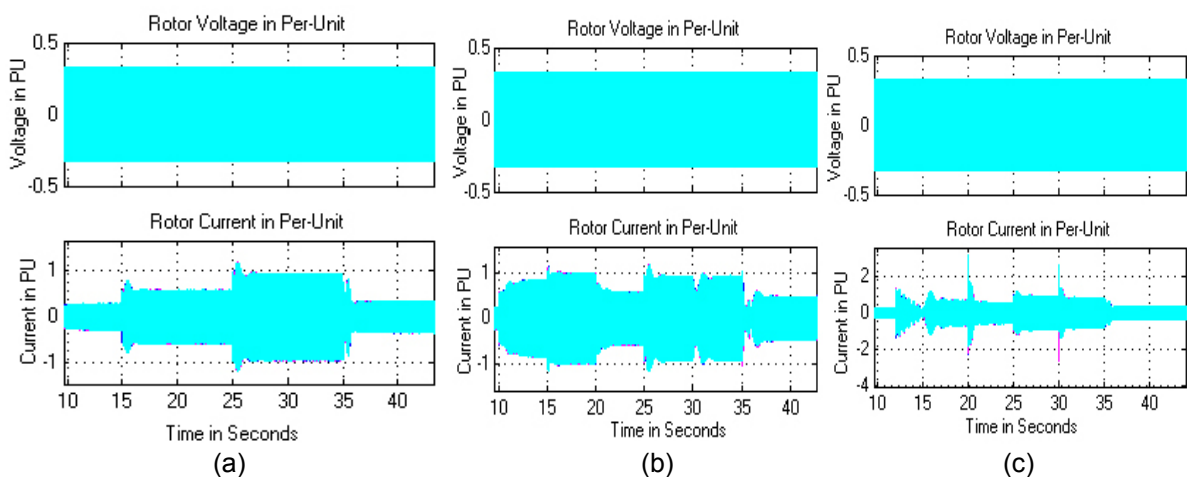 Rotor Voltage in Per-Unit
0.5
0
-0.5
Voltage in PU
Rotor Current in Per-Unit
1
0
-1
Current in PU
10 15 20 25 30 35 40
Time in Seconds
(a)
Rotor Voltage in Per-Unit
0.5
0
-0.5
Voltage in PU
Rotor Current in Per-Unit
1
0
-1
Current in PU
10 15 20 25 30 35 40
Time in Seconds
(b)
Rotor Voltage in Per-Unit
0.5
0
-0.5
Voltage in PU
Rotor Current in Per-Unit
2
0
-2
-4
Current in PU
10 15 20 25 30 35 40
Time in Seconds
(c)